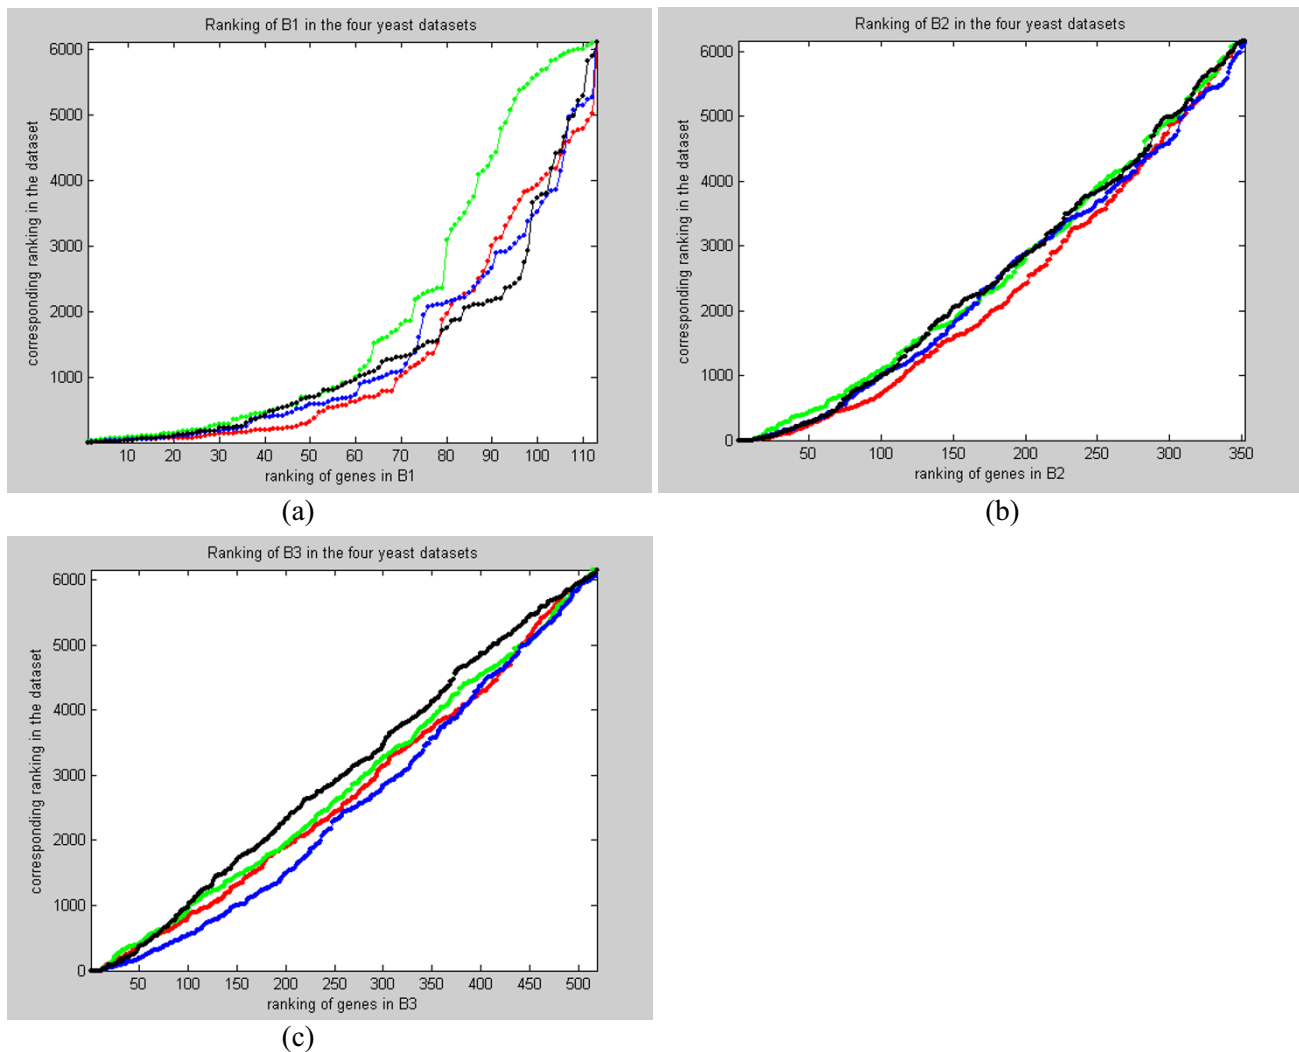 Ranking of B1 in the four yeast datasets
6000
5000
4000
3000
2000
1000
corresponding ranking in the dataset
10 20 30 40 50 60 70 80 90 100 110
ranking of genes in B1
(a)
Ranking of B2 in the four yeast datasets
6000
5000
4000
3000
2000
1000
0
corresponding ranking in the dataset
50 100 150 200 250 300 350
ranking of genes in B2
(b)
Ranking of B3 in the four yeast datasets
6000
5000
4000
3000
2000
1000
0
corresponding ranking in the dataset
50 100 150 200 250 300 350 400 450 500
ranking of genes in B3
(c)